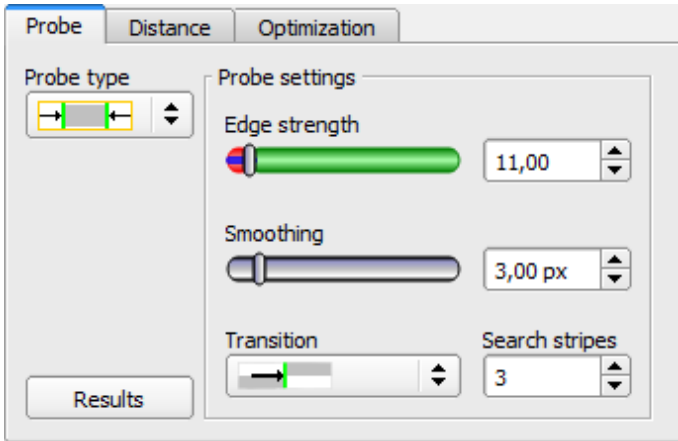 Probe
Distance
Optimization
Probe type
Probe settings
Edge strength
11,00
Smoothing
3,00 px
Transition
Search stripes
3
Results